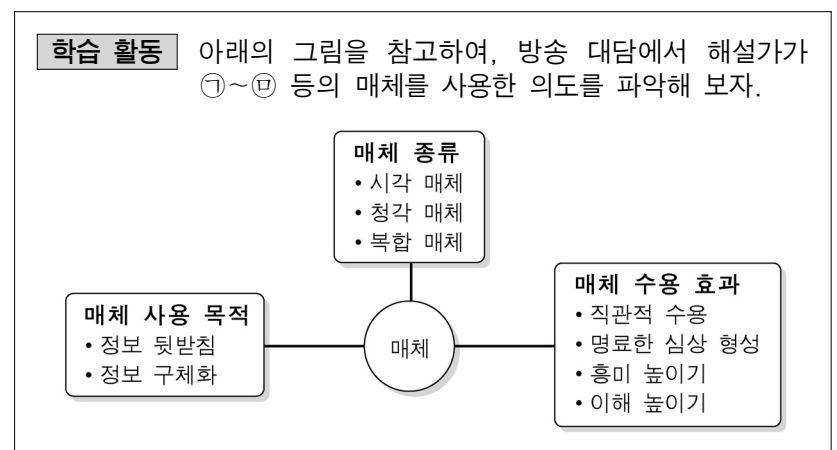 학습 활동 아래의 그림을 참고하여, 방송 대담에서 해설가가
㉠~㉤ 등의 매체를 사용한 의도를 파악해 보자.
매체 종류
• 시각 매체
• 청각 매체
• 복합 매체
매체 사용 목적
• 정보 뒷받침
• 정보 구체화
매체
매체 수용 효과
• 직관적 수용
• 명료한 심상 형성
• 흥미 높이기
• 이해 높이기